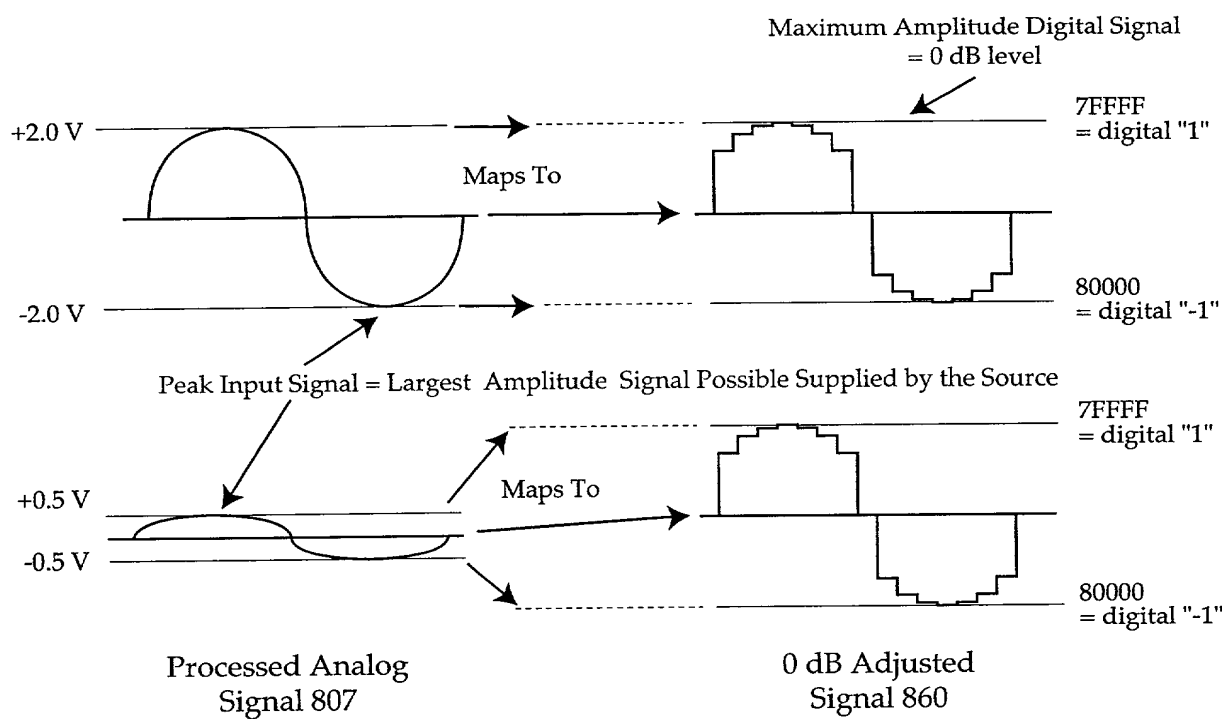 Maximum Amplitude Digital Signal
= 0 dB level
+2.0 V
7FFFF
= digital "1"
Maps To
-2.0 V
80000
= digital "-1"
Peak Input Signal = Largest Amplitude Signal Possible Supplied by the Source
7FFFF
= digital "1"
+0.5 V
Maps To
-0.5 V
80000
= digital "-1"
Processed Analog
Signal 807
0 dB Adjusted
Signal 860